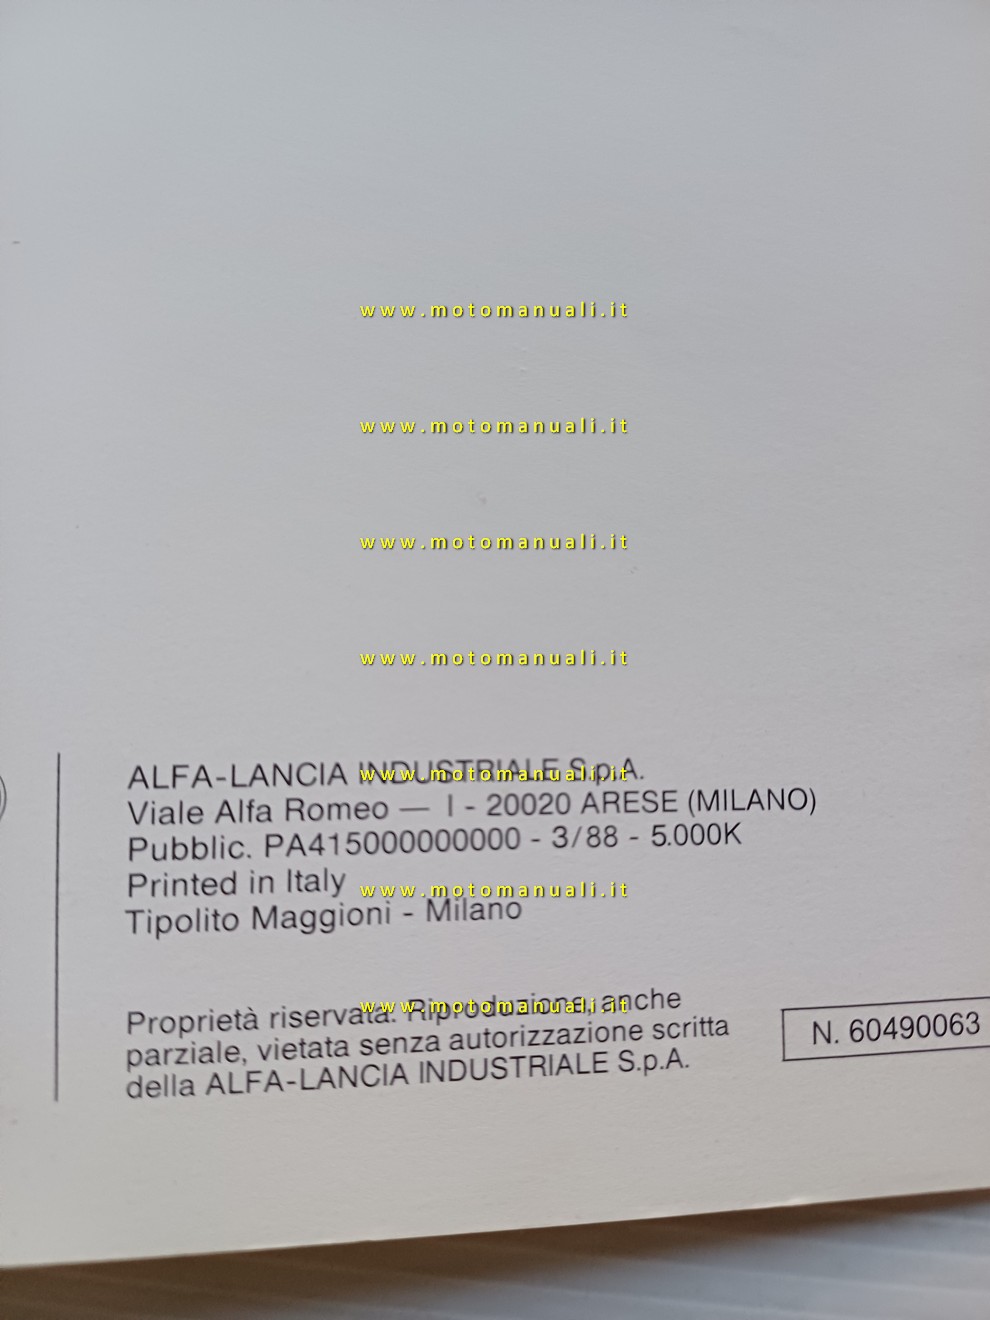 www.motomanuali.it
www.motomanuali.it
www.motomanuali.it
www.motomanuali.it
ALFA-LANCIA INDUSTRIALE S.p.A.
www.motomanuali.it
Viale Alfa Romeo — I - 20020 ARESE (MILANO)
Pubblic. PA415000000000 - 3/88 - 5.000K
Printed in Italy
www.motomanuali.it
Tipolito Maggioni - Milano
Proprietà riservata. Riproduzione, anche
www.motomanuali.it
parziale, vietata senza autorizzazione scritta
della ALFA-LANCIA INDUSTRIALE S.p.A.
N. 60490063